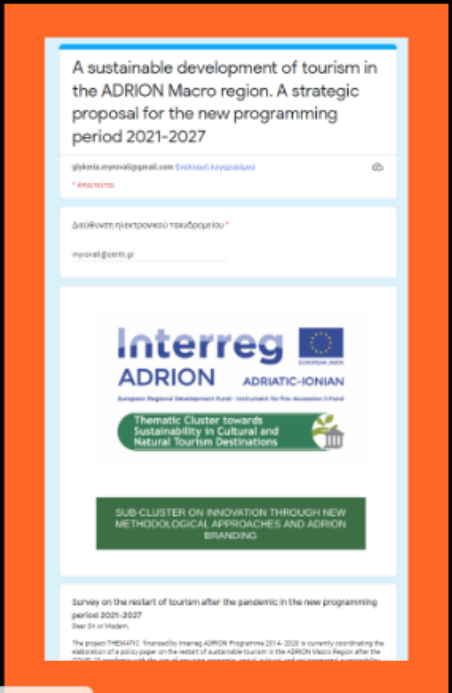 A sustainable development of tourism in
the ADRION Macro region. A strategic
proposal for the new programming
period 2021-2027
glykeria.myrovali@gmail.com Εναλλαγή λογαριασμού
* Απαιτείται
Διεύθυνση ηλεκτρονικού ταχυδρομείου *
myrovali@certh.gr
Interreg
EUROPEAN UNION
ADRION ADRIATIC-IONIAN
European Regional Development Fund - Instrument for Pre-Accession II Fund
Thematic Cluster towards
Sustainability in Cultural and
Natural Tourism Destinations
SUB-CLUSTER ON INNOVATION THROUGH NEW
METHODOLOGICAL APPROACHES AND ADRION
BRANDING
Survey on the restart of tourism after the pandemic in the new programming
period 2021-2027
Dear Sir or Madam,
The project THEMATIC financed by Interreg ADRION Programme 2014-2020 is currently coordinating the
elaboration of a policy paper on the restart of sustainable tourism in the ADRION Macro Region after the